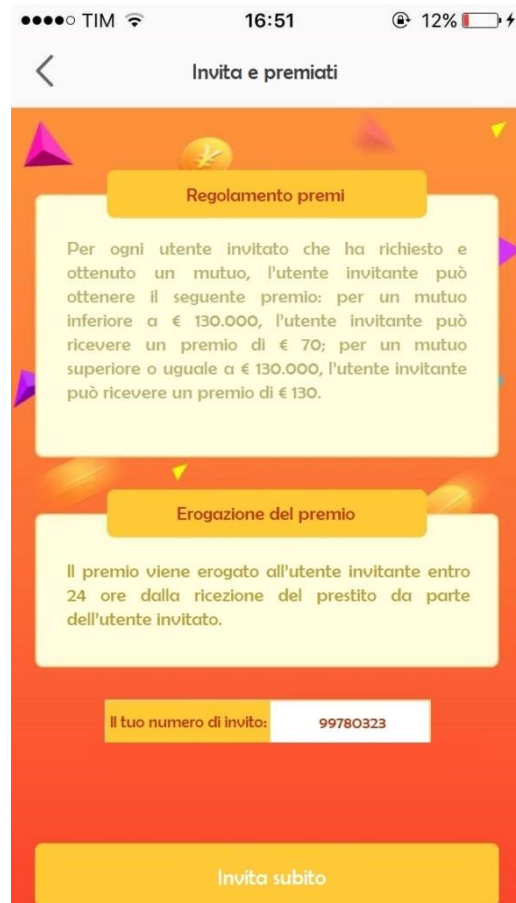 TIM 16:51 12%
Invita e premiati
Regolamento premi
Per ogni utente invitato che ha richiesto e
ottenuto un mutuo, l'utente invitante può
ottenere il seguente premio: per un mutuo
inferiore a € 130.000, l'utente invitante può
ricevere un premio di € 70; per un mutuo
superiore o uguale a € 130.000, l'utente invitante
può ricevere un premio di € 130.
Erogazione del premio
Il premio viene erogato all'utente invitante entro
24 ore dalla ricezione del prestito da parte
dell'utente invitato.
Il tuo numero di invito: 99780323
Invita subito